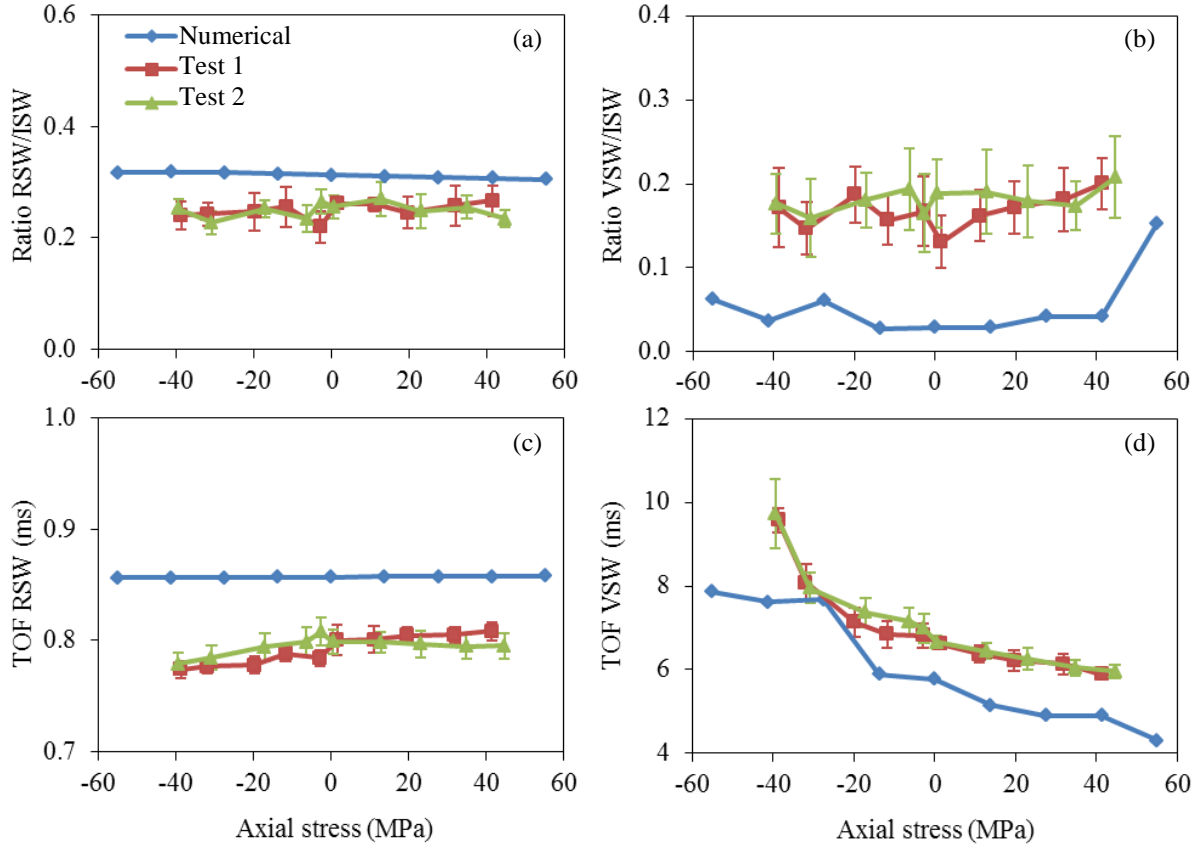 0.6
Numerical
Test 1
Test 2
(a)
0.4
0.2
0.0
Ratio RSW/ISW
-60 -40 -20 0 20 40 60
0.4
(b)
0.3
0.2
0.1
0.0
Ratio VSW/ISW
-60 -40 -20 0 20 40 60
1.0
(c)
0.9
0.8
0.7
TOF RSW (ms)
-60 -40 -20 0 20 40 60
Axial stress (MPa)
12
(d)
10
8
6
4
TOF VSW (ms)
-60 -40 -20 0 20 40 60
Axial stress (MPa)